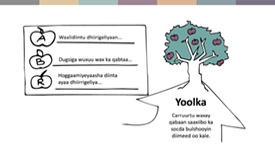 A
Waalidiintu dhiirigeliyaan...
B
Dugsiga wuxuu wax ka qabtaa...
R
Hoggaamiyeyaasha diinta
ayaa dhiirrigeliya...
Yoolka
Carruurtu waxay
qabaan saaxiibo ka
socda bulshooyin
diimeed oo kale.